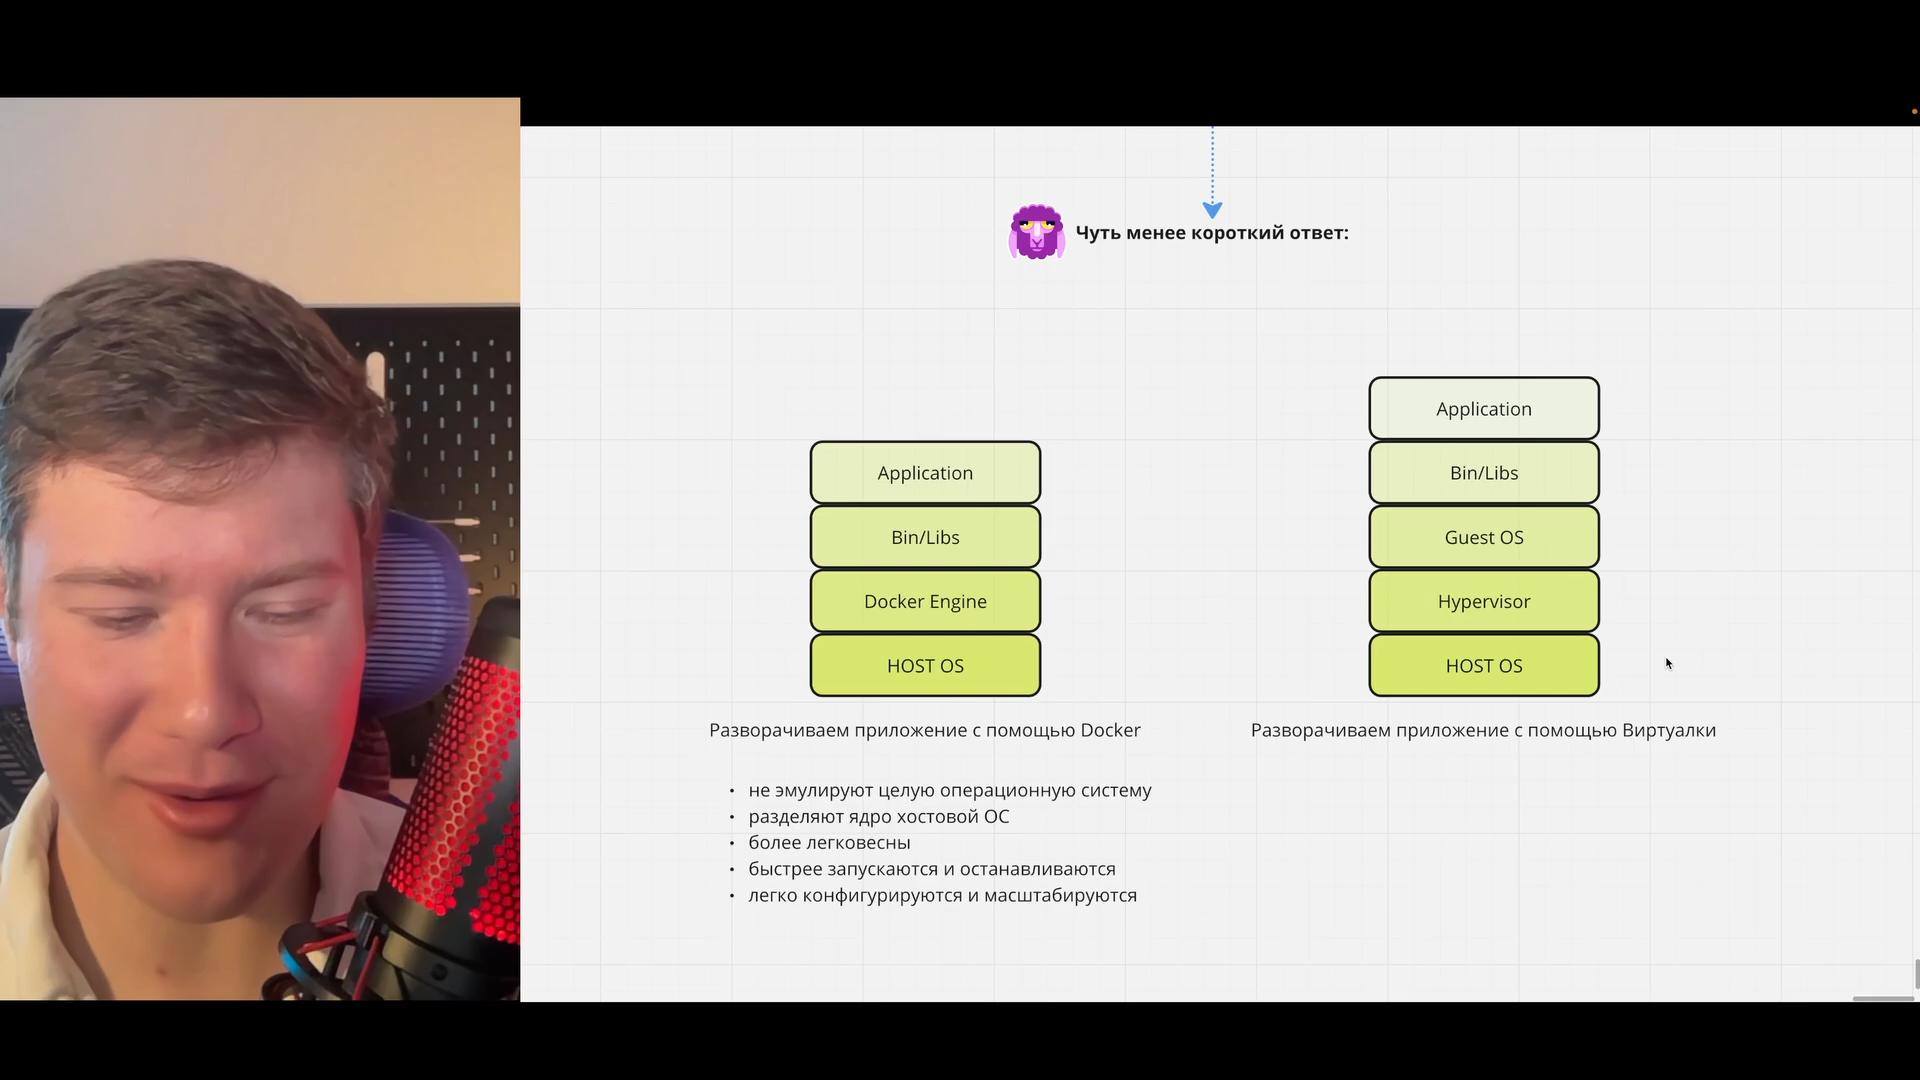 Чуть менее короткий ответ:
Application
Bin/Libs
Docker Engine
HOST OS
Разворачиваем приложение с помощью Docker
• не эмулируют целую операционную систему
• разделяют ядро хостовой ОС
• более легковесны
• быстрее запускаются и останавливаются
• легко конфигурируются и масштабируются
Application
Bin/Libs
Guest OS
Hypervisor
HOST OS
Разворачиваем приложение с помощью Виртуалки